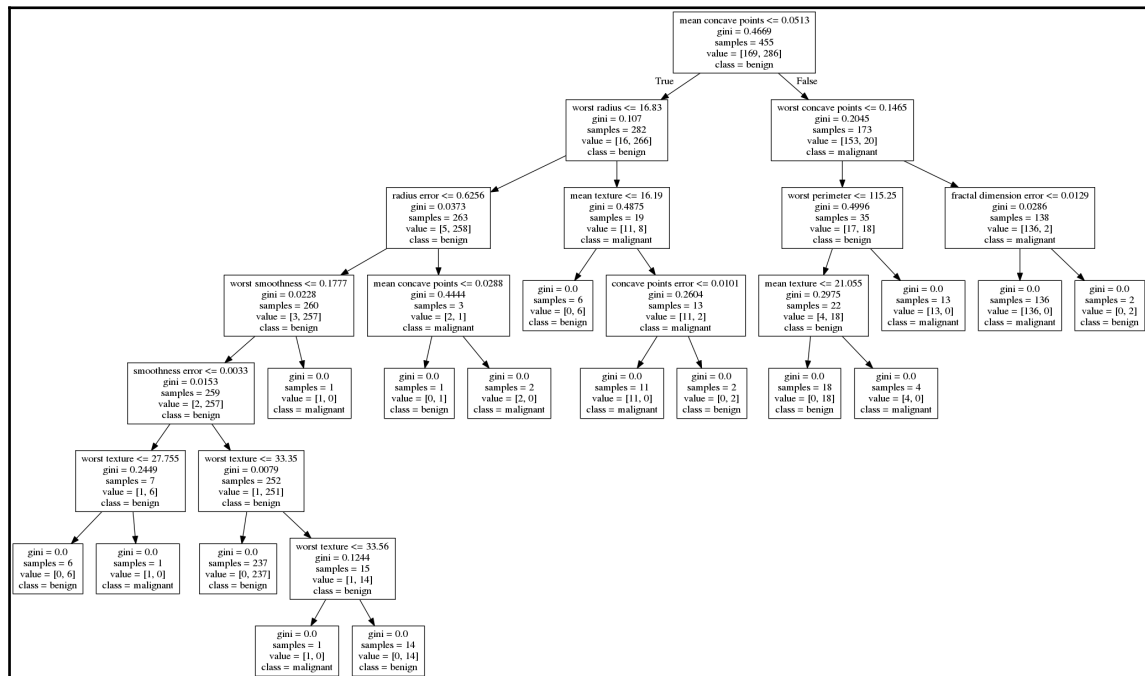 mean concave points <= 0.0513
gini = 0.4669
samples = 455
value = [169, 286]
class = benign
True
False
worst radius <= 16.83
gini = 0.107
samples = 282
value = [16, 266]
class = benign
worst concave points <= 0.1465
gini = 0.2045
samples = 173
value = [153, 20]
class = malignant
radius error <= 0.6256
gini = 0.0373
samples = 263
value = [5, 258]
class = benign
mean texture <= 16.19
gini = 0.4875
samples = 19
value = [11, 8]
class = malignant
worst perimeter <= 115.25
gini = 0.4996
samples = 35
value = [17, 18]
class = benign
fractal dimension error <= 0.0129
gini = 0.0286
samples = 138
value = [136, 2]
class = malignant
worst smoothness <= 0.1777
gini = 0.0228
samples = 260
value = [3, 257]
class = benign
mean concave points <= 0.0288
gini = 0.4444
samples = 3
value = [2, 1]
class = malignant
gini = 0.0
samples = 6
value = [0, 6]
class = benign
concave points error <= 0.0101
gini = 0.2604
samples = 13
value = [11, 2]
class = malignant
mean texture <= 21.055
gini = 0.2975
samples = 22
value = [4, 18]
class = benign
gini = 0.0
samples = 13
value = [13, 0]
class = malignant
gini = 0.0
samples = 136
value = [136, 0]
class = malignant
gini = 0.0
samples = 2
value = [0, 2]
class = benign
smoothness error <= 0.0033
gini = 0.0153
samples = 259
value = [2, 257]
class = benign
gini = 0.0
samples = 1
value = [1, 0]
class = malignant
gini = 0.0
samples = 1
value = [0, 1]
class = benign
gini = 0.0
samples = 2
value = [2, 0]
class = malignant
gini = 0.0
samples = 11
value = [11, 0]
class = malignant
gini = 0.0
samples = 2
value = [0, 2]
class = benign
gini = 0.0
samples = 18
value = [0, 18]
class = benign
gini = 0.0
samples = 4
value = [4, 0]
class = malignant
worst texture <= 27.755
gini = 0.2449
samples = 7
value = [1, 6]
class = benign
worst texture <= 33.35
gini = 0.0079
samples = 252
value = [1, 251]
class = benign
gini = 0.0
samples = 6
value = [0, 6]
class = benign
gini = 0.0
samples = 1
value = [1, 0]
class = malignant
gini = 0.0
samples = 237
value = [0, 237]
class = benign
worst texture <= 33.56
gini = 0.1244
samples = 15
value = [1, 14]
class = benign
gini = 0.0
samples = 1
value = [1, 0]
class = malignant
gini = 0.0
samples = 14
value = [0, 14]
class = benign